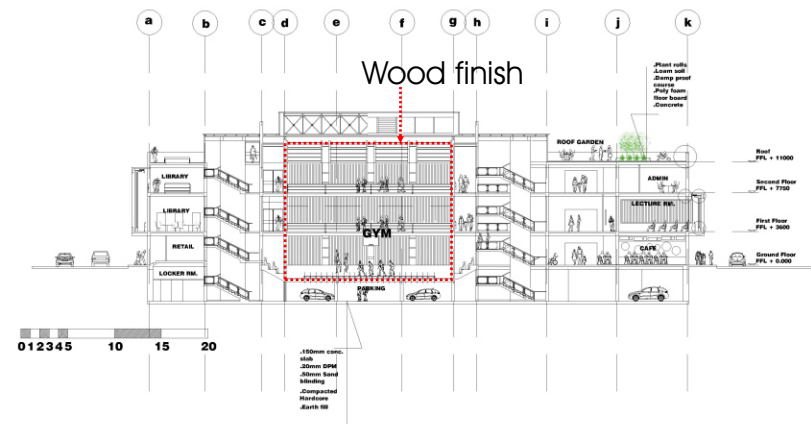 a b c d e f g h i j k
Wood finish
.Plant rolls
.Loam soil
.Damp proof
course
.Poly foam
floor board
.Concrete
ROOF GARDEN
Roof
FFL + 11000
LIBRARY
ADMIN
Second Floor
FFL + 7750
LECTURE RM.
LIBRARY
First Floor
FFL + 3600
GYM
RETAIL
CAFE
Ground Floor
FFL + 0.000
LOCKER RM.
PARKING
0 1 2 3 4 5 10 15 20
.150mm conc.
slab
.20mm DPM
.50mm Sand
blinding
.Compacted
Hardcore
.Earth fill